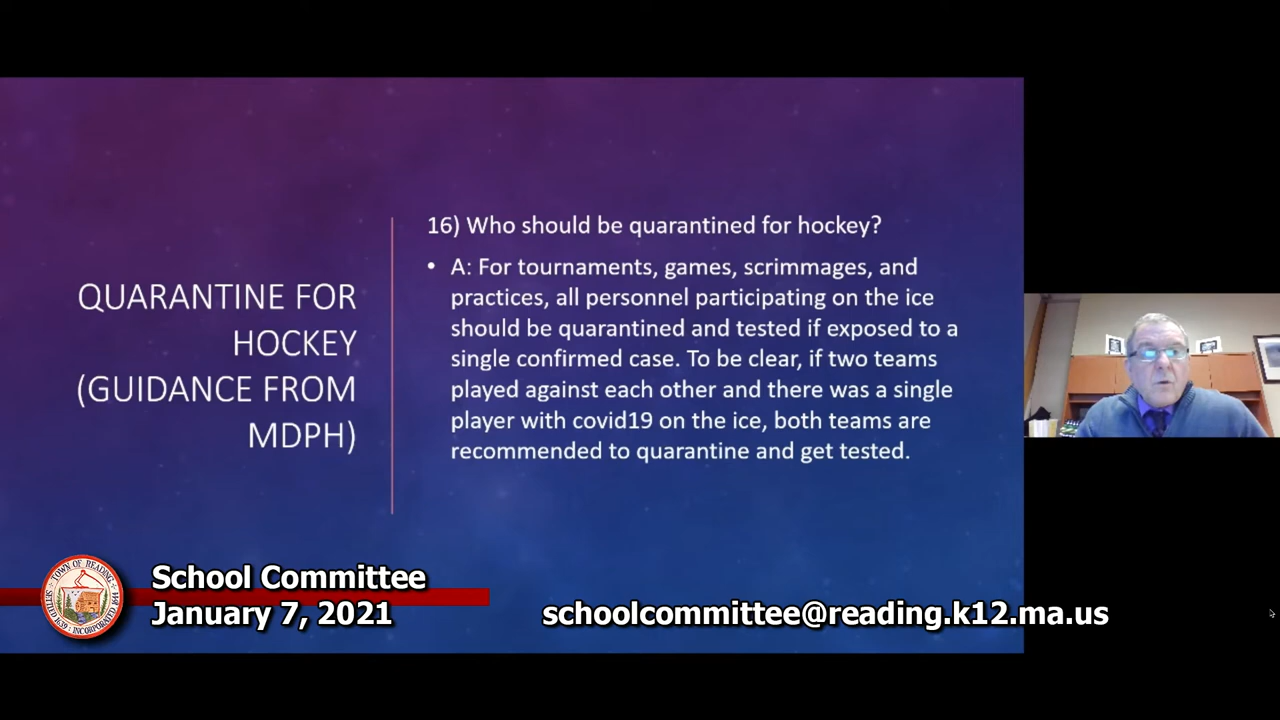 16) Who should be quarantined for hockey?
• A: For tournaments, games, scrimmages, and
practices, all personnel participating on the ice
should be quarantined and tested if exposed to a
single confirmed case. To be clear, if two teams
played against each other and there was a single
player with covid19 on the ice, both teams are
recommended to quarantine and get tested.
QUARANTINE FOR
HOCKEY
(GUIDANCE FROM
MDPH)
TOWN OF READING
School Committee
January 7, 2021
schoolcommittee@reading.k12.ma.us